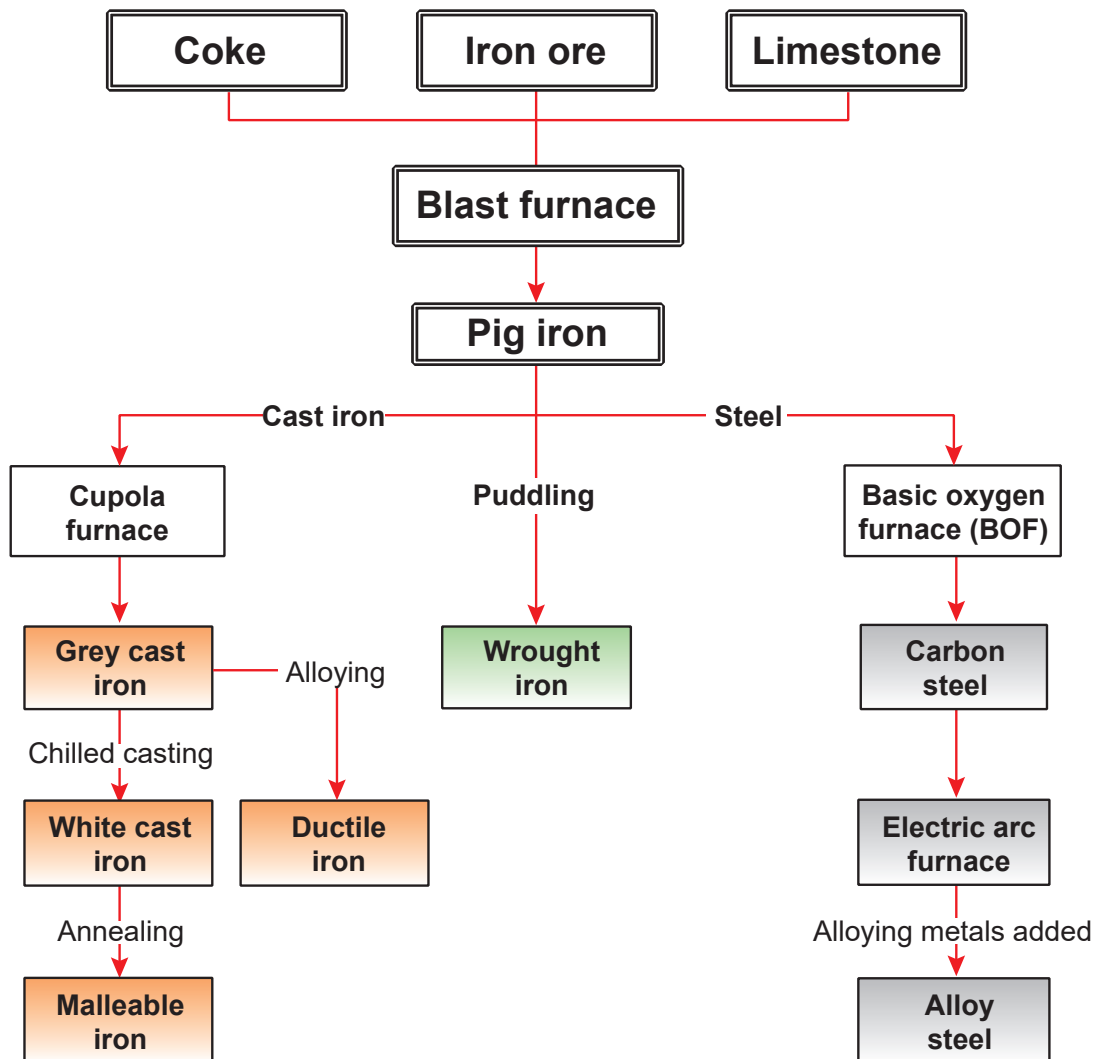 Coke
Iron ore
Limestone
Blast furnace
Pig iron
Cast iron
Steel
Cupola
furnace
Puddling
Basic oxygen
furnace (BOF)
Grey cast
iron
Alloying
Wrought
iron
Carbon
steel
Chilled casting
White cast
iron
Ductile
iron
Electric arc
furnace
Annealing
Alloying metals added
Malleable
iron
Alloy
steel